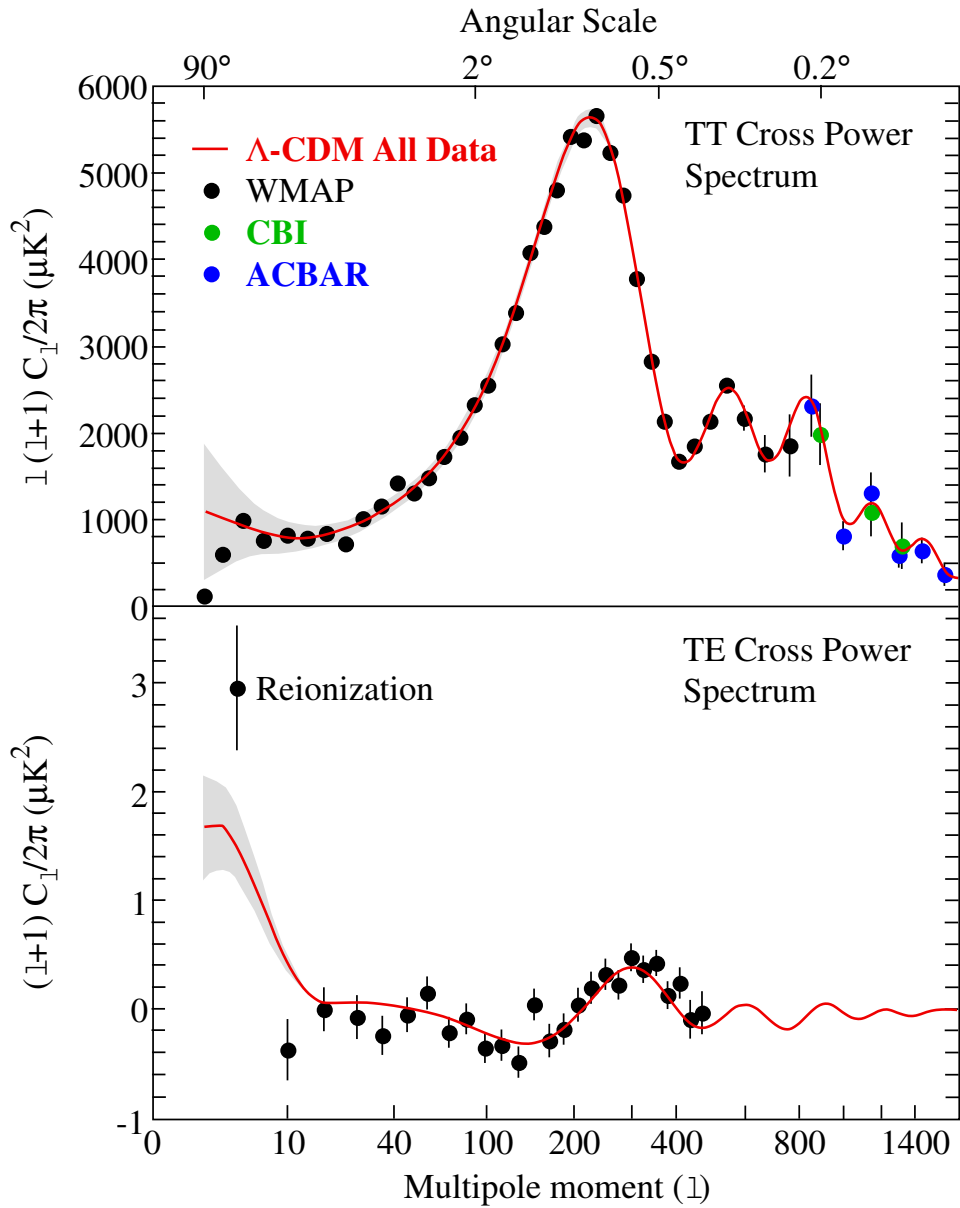 Angular Scale
90° 2° 0.5° 0.2°
6000
5000
4000
3000
2000
1000
0
l (l+1) Cl/2π (μK²)
Λ-CDM All Data
WMAP
CBI
ACBAR
TT Cross Power
Spectrum
TE Cross Power
Spectrum
Reionization
3
2
1
0
-1
(l+1) Cl/2π (μK²)
0 10 40 100 200 400 800 1400
Multipole moment (l)